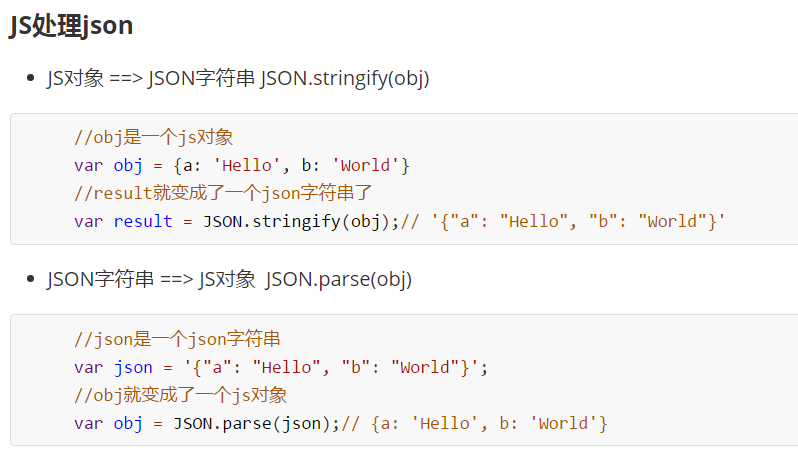 JS处理json
JS对象 ==> JSON字符串 JSON.stringify(obj)
//obj是一个js对象
var obj = {a: 'Hello', b: 'World'}
//result就变成了一个json字符串了
var result = JSON.stringify(obj);// '{"a": "Hello", "b": "World"}'
JSON字符串 ==> JS对象 JSON.parse(obj)
//json是一个json字符串
var json = '{"a": "Hello", "b": "World"}';
//obj就变成了一个js对象
var obj = JSON.parse(json);// {a: 'Hello', b: 'World'}